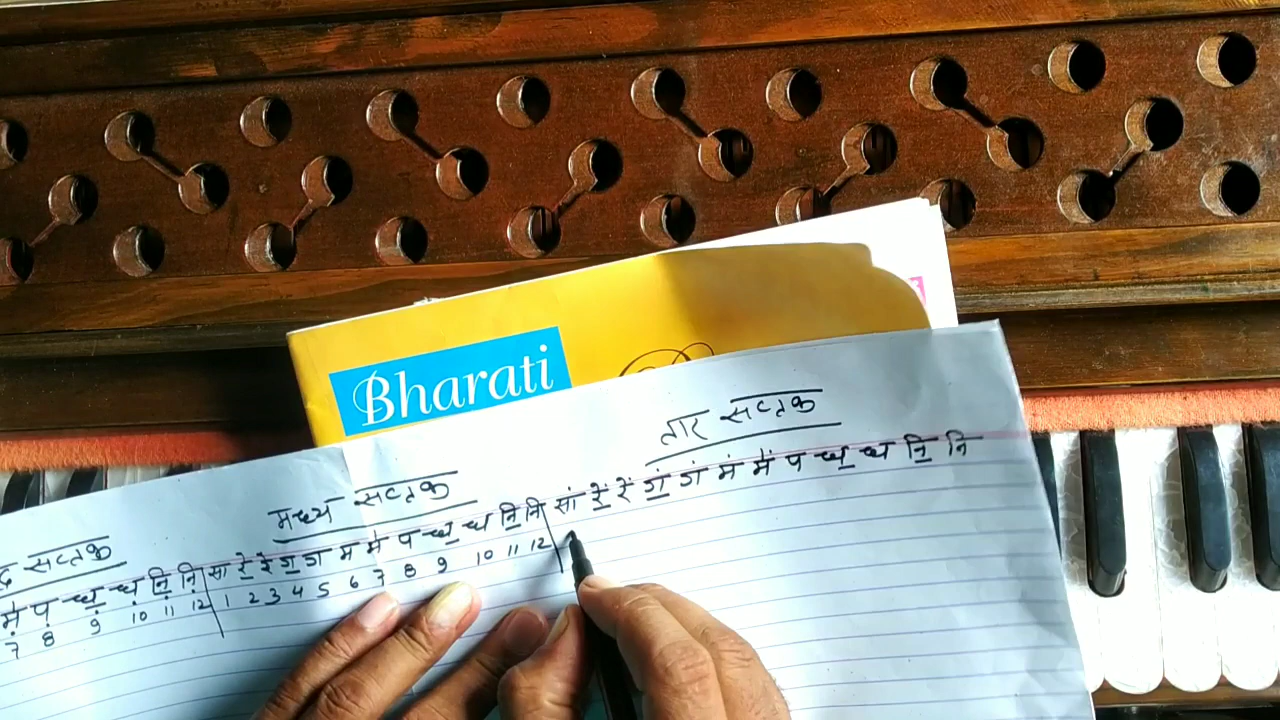 Bharati
तार सप्तक
मध्य सप्तक
सप्तक
मे़ प़ ध़॒ ध़ नि़॒ नि़ सा रे॒ रे ग॒ ग म मे प ध॒ ध नि॒ नि सां रें॒ रें गं॒ गं मं में प ध॒ ध नि॒ नि
7 8 9 10 11 12 1 2 3 4 5 6 7 8 9 10 11 12